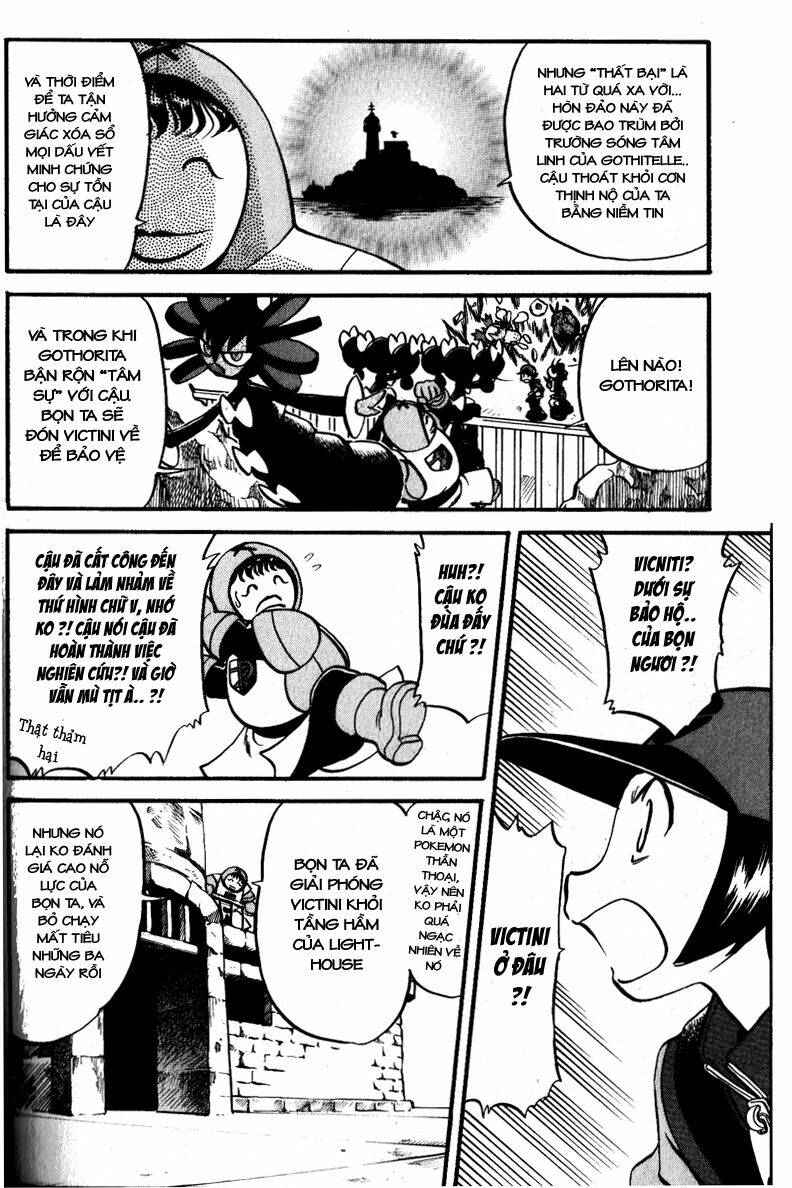 NHƯNG "THẤT BẠI" LÀ
HAI TỪ QUÁ XA VỜI...
HÒN ĐẢO NÀY ĐÃ
ĐƯỢC BAO TRÙM BỞI
TRƯỜNG SÓNG TÂM
LINH CỦA GOTHITELLE..
CẬU THOÁT KHỎI CƠN
THỊNH NỘ CỦA TA
BẰNG NIỀM TIN
VÀ THỜI ĐIỂM
ĐỂ TA TẬN
HƯỞNG CẢM
GIÁC XÓA SỔ
MỌI DẤU VẾT
MINH CHỨNG
CHO SỰ TỒN
TẠI CỦA CẬU
LÀ ĐÂY
LÊN NÀO!
GOTHORITA!
VÀ TRONG KHI
GOTHORITA
BẬN RỘN "TÂM
SỰ" VỚI CẬU,
BỌN TA SẼ
ĐÓN VICTINI VỀ
ĐỂ BẢO VỆ
VICNITI?
DƯỚI SỰ
BẢO HỘ..
CỦA BỌN
NGƯƠI ?!
HUH?!
CẬU KO
ĐÙA ĐẤY
CHỨ ?!
CẬU ĐÃ CẤT CÔNG ĐẾN
ĐÂY VÀ LẢM NHẢM VỀ
THỨ HÌNH CHỮ V, NHỚ
KO ?! CẬU NÓI CẬU ĐÃ
HOÀN THÀNH VIỆC
NGHIÊN CỨU?! VÀ GIỜ
VẪN MÙ TỊT À.. ?!
Thật thảm
hại
VICTINI
Ở ĐÂU
?!
CHẬC, NÓ
LÀ MỘT
POKEMON
THẦN
THOẠI,
VẬY NÊN
KO PHẢI
QUÁ
NGẠC
NHIÊN VỀ
NÓ
BỌN TA ĐÃ
GIẢI PHÓNG
VICTINI KHỎI
TẦNG HẦM
CỦA LIGHT-
HOUSE
NHƯNG NÓ
LẠI KO ĐÁNH
GIÁ CAO NỖ
LỰC CỦA
BỌN TA, VÀ
BỎ CHẠY
MẤT TIÊU
NHỮNG BA
NGÀY RỒI